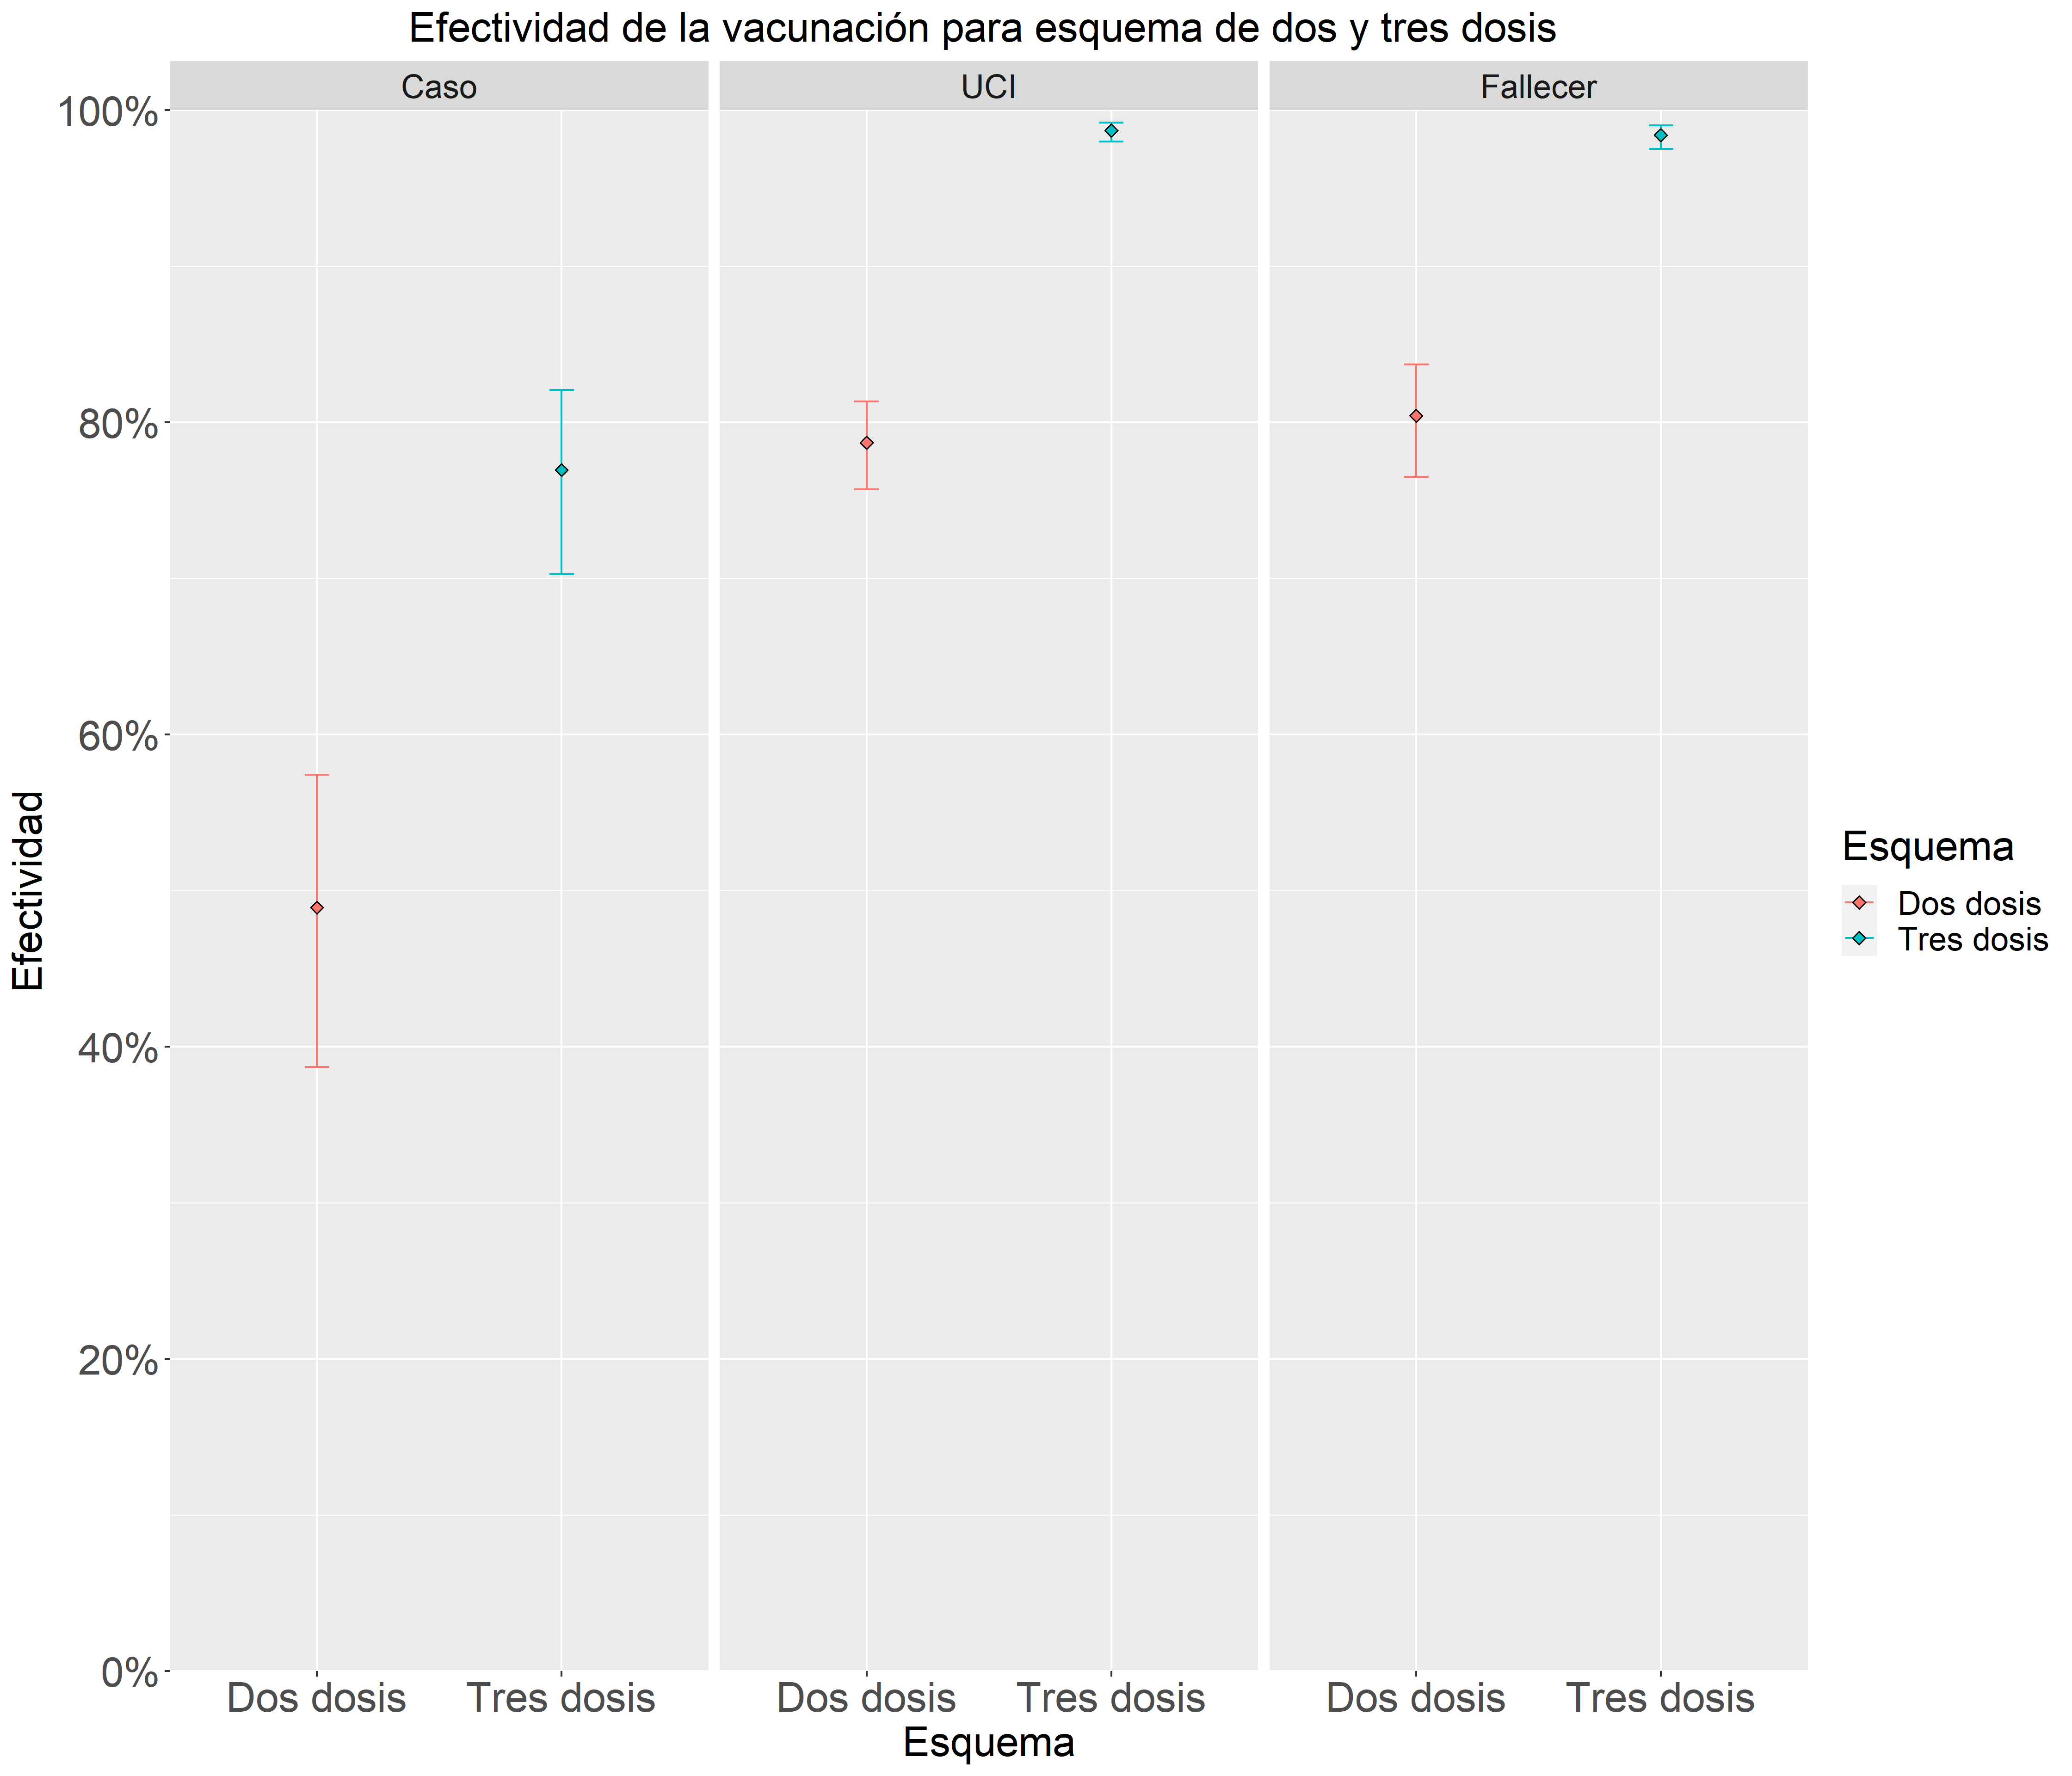 Efectividad de la vacunación para esquema de dos y tres dosis
Caso
UCI
Fallecer
100%
80%
60%
40%
20%
0%
Efectividad
Dos dosis
Tres dosis
Dos dosis
Tres dosis
Dos dosis
Tres dosis
Esquema
Esquema
Dos dosis
Tres dosis